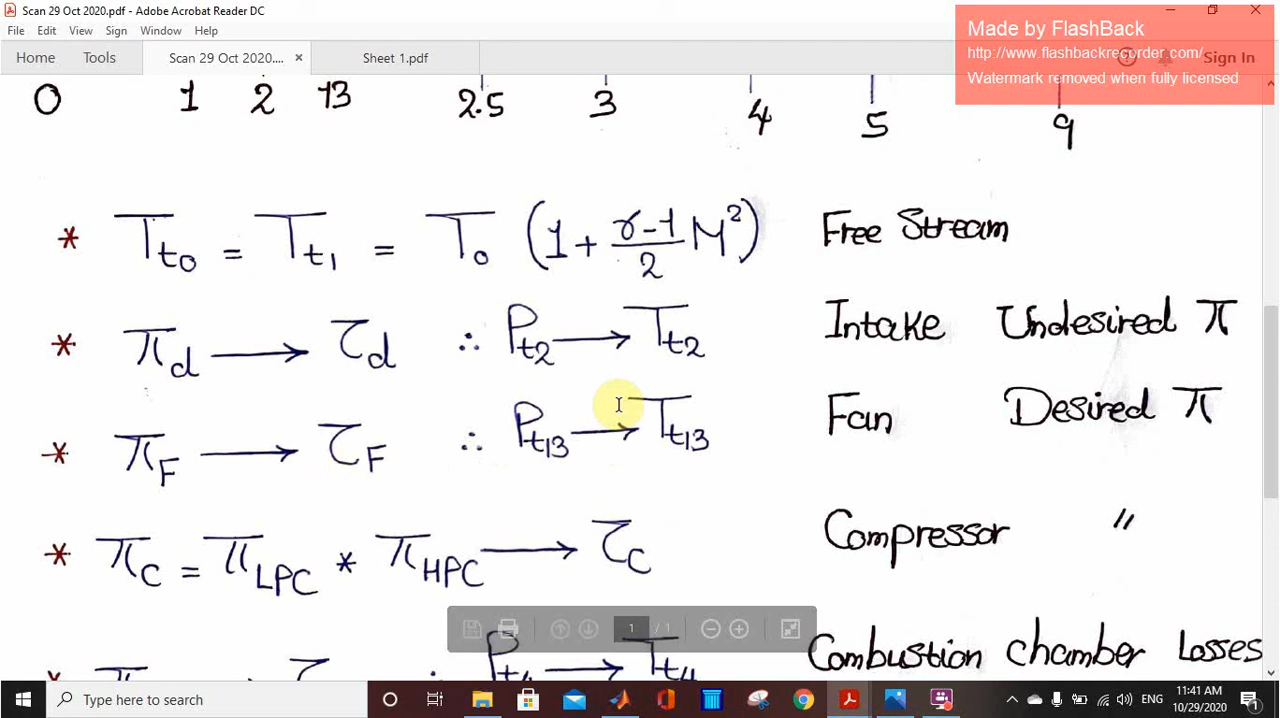 Scan 29 Oct 2020.pdf - Adobe Acrobat Reader DC
File Edit View Sign Window Help
Home Tools Scan 29 Oct 2020.... × Sheet 1.pdf Sign In
Made by FlashBack
http://www.flashbackrecorder.com/
Watermark removed when fully licensed
0 1 2 13 2.5 3 4 5 9
* Tt0 = Tt1 = T0 (1 + (γ-1)/2 M²) Free Stream
* πd → τd ∴ Pt2 → Tt2 Intake Undesired π
* πF → τF ∴ Pt13 → Tt13 Fan Desired π
* πC = πLPC * πHPC → τC Compressor "
1 / 1
Pt4 → Tt4 Combustion chamber Losses
Type here to search
ENG 11:41 AM
10/29/2020